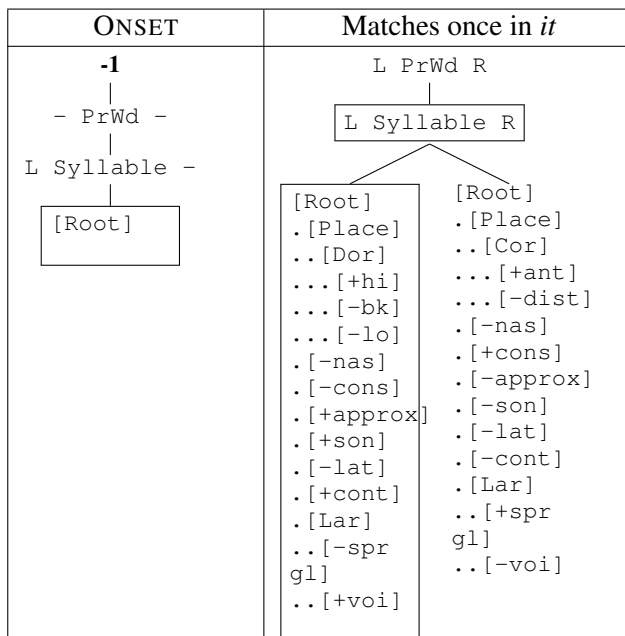 ONSET
-1
- PrWd -
L Syllable -
[Root]
Matches once in it
L PrWd R
L Syllable R
[Root]
.[Place]
..[Dor]
...[+hi]
...[-bk]
...[-lo]
.[-nas]
.[-cons]
.[+approx]
.[+son]
.[-lat]
.[+cont]
.[Lar]
..[-spr
gl]
..[+voi]
[Root]
.[Place]
..[Cor]
...[+ant]
...[-dist]
.[-nas]
.[+cons]
.[-approx]
.[-son]
.[-lat]
.[-cont]
.[Lar]
..[+spr
gl]
..[-voi]